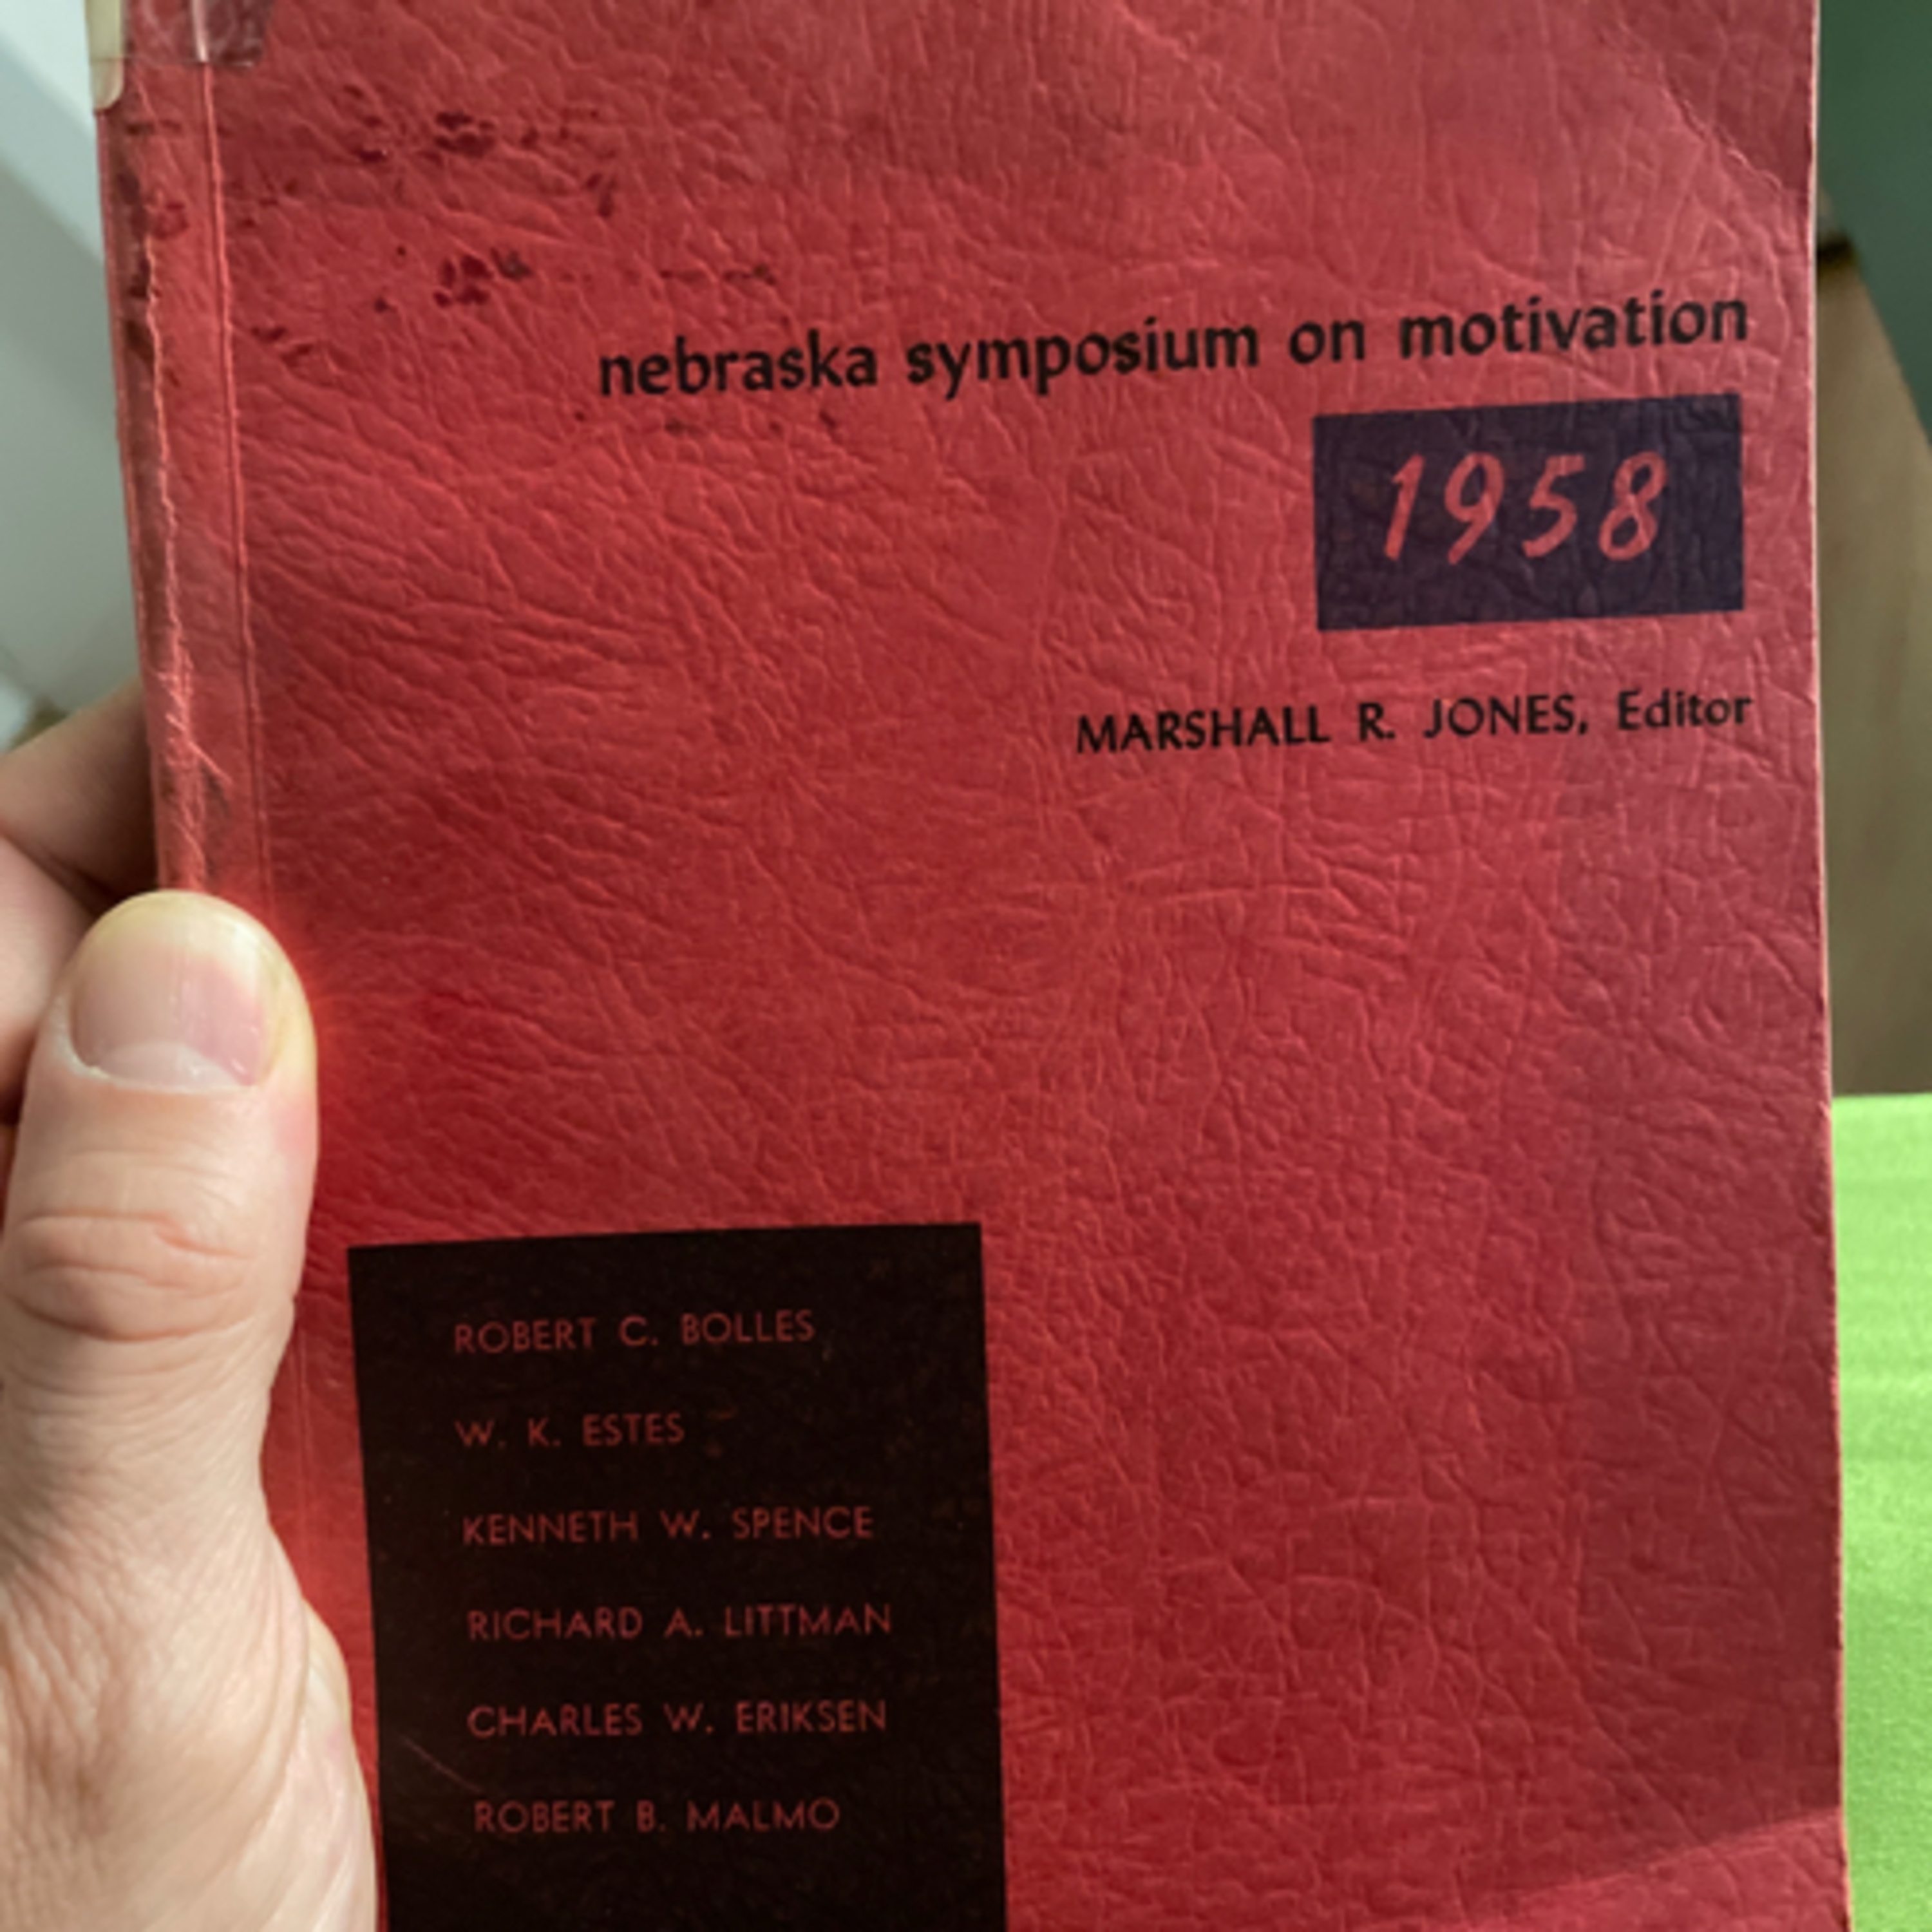 nebraska symposium on motivation
1958
MARSHALL R. JONES, Editor
ROBERT C. BOLLES
W. K. ESTES
KENNETH W. SPENCE
RICHARD A. LITTMAN
CHARLES W. ERIKSEN
ROBERT B. MALMO